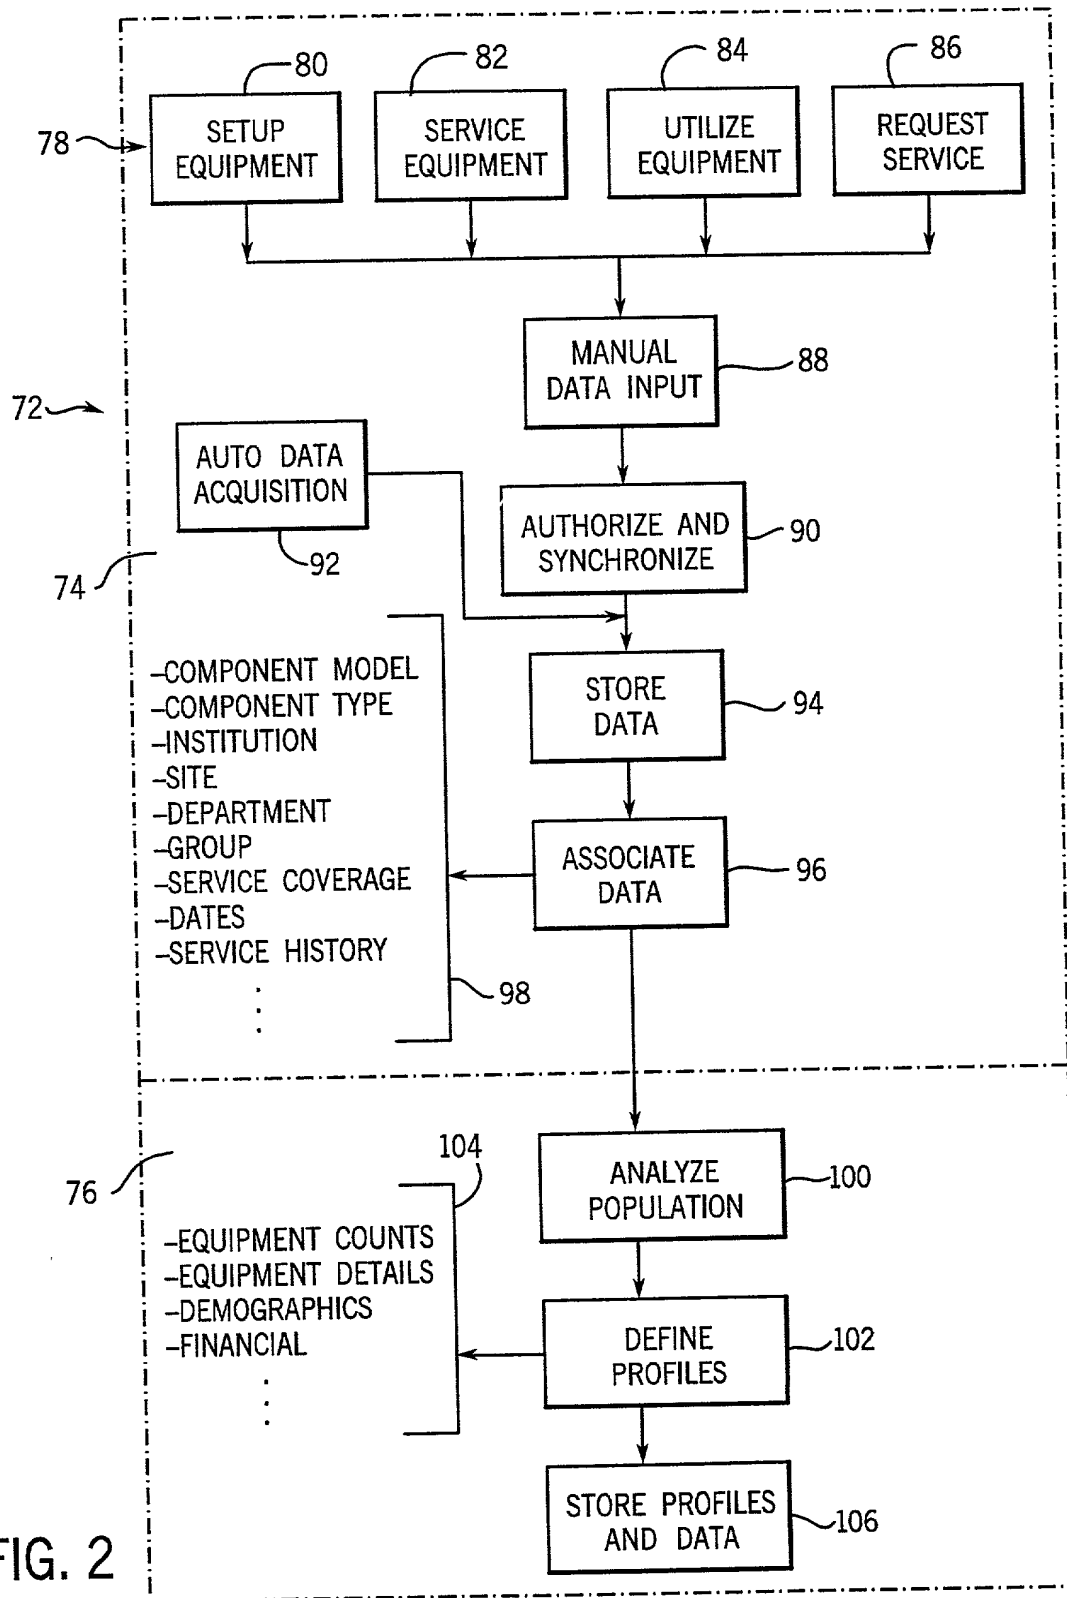 80
82
84
86
78
SETUP
EQUIPMENT
SERVICE
EQUIPMENT
UTILIZE
EQUIPMENT
REQUEST
SERVICE
MANUAL
DATA INPUT
88
72
AUTO DATA
ACQUISITION
92
AUTHORIZE AND
SYNCHRONIZE
90
74
-COMPONENT MODEL
-COMPONENT TYPE
-INSTITUTION
-SITE
-DEPARTMENT
-GROUP
-SERVICE COVERAGE
-DATES
-SERVICE HISTORY
98
STORE
DATA
94
ASSOCIATE
DATA
96
76
104
-EQUIPMENT COUNTS
-EQUIPMENT DETAILS
-DEMOGRAPHICS
-FINANCIAL
ANALYZE
POPULATION
100
DEFINE
PROFILES
102
STORE PROFILES
AND DATA
106
FIG. 2